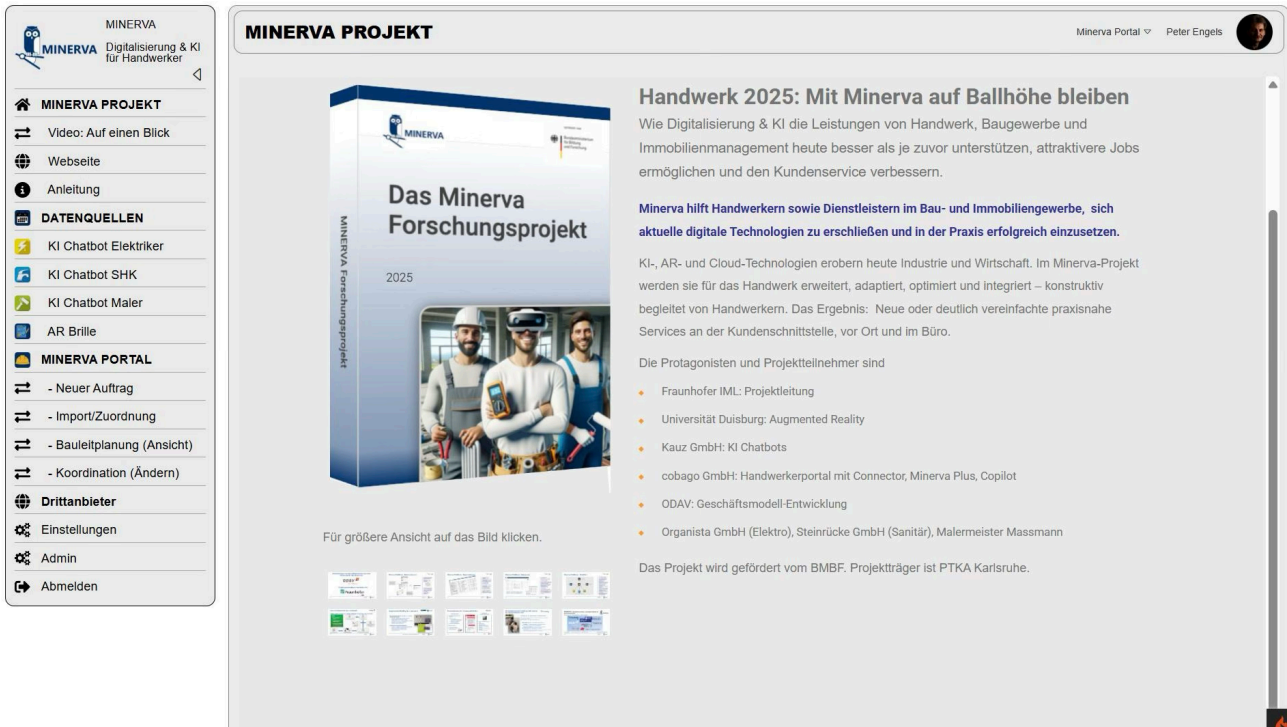 MINERVA
MINERVA
Digitalisierung & KI
für Handwerker
MINERVA PROJEKT
Video: Auf einen Blick
Webseite
Anleitung
DATENQUELLEN
KI Chatbot Elektriker
KI Chatbot SHK
KI Chatbot Maler
AR Brille
MINERVA PORTAL
- Neuer Auftrag
- Import/Zuordnung
- Bauleitplanung (Ansicht)
- Koordination (Ändern)
Drittanbieter
Einstellungen
Admin
Abmelden
MINERVA PROJEKT
Minerva Portal
Peter Engels
MINERVA
Das Minerva
Forschungsprojekt
2025
MINERVA Forschungsprojekt
Für größere Ansicht auf das Bild klicken.
Handwerk 2025: Mit Minerva auf Ballhöhe bleiben
Wie Digitalisierung & KI die Leistungen von Handwerk, Baugewerbe und
Immobilienmanagement heute besser als je zuvor unterstützen, attraktivere Jobs
ermöglichen und den Kundenservice verbessern.
Minerva hilft Handwerkern sowie Dienstleistern im Bau- und Immobiliengewerbe, sich
aktuelle digitale Technologien zu erschließen und in der Praxis erfolgreich einzusetzen.
KI-, AR- und Cloud-Technologien erobern heute Industrie und Wirtschaft. Im Minerva-Projekt
werden sie für das Handwerk erweitert, adaptiert, optimiert und integriert – konstruktiv
begleitet von Handwerkern. Das Ergebnis: Neue oder deutlich vereinfachte praxisnahe
Services an der Kundenschnittstelle, vor Ort und im Büro.
Die Protagonisten und Projektteilnehmer sind
Fraunhofer IML: Projektleitung
Universität Duisburg: Augmented Reality
Kauz GmbH: KI Chatbots
cobago GmbH: Handwerkerportal mit Connector, Minerva Plus, Copilot
ODAV: Geschäftsmodell-Entwicklung
Organista GmbH (Elektro), Steinrücke GmbH (Sanitär), Malermeister Massmann
Das Projekt wird gefördert vom BMBF. Projektträger ist PTKA Karlsruhe.